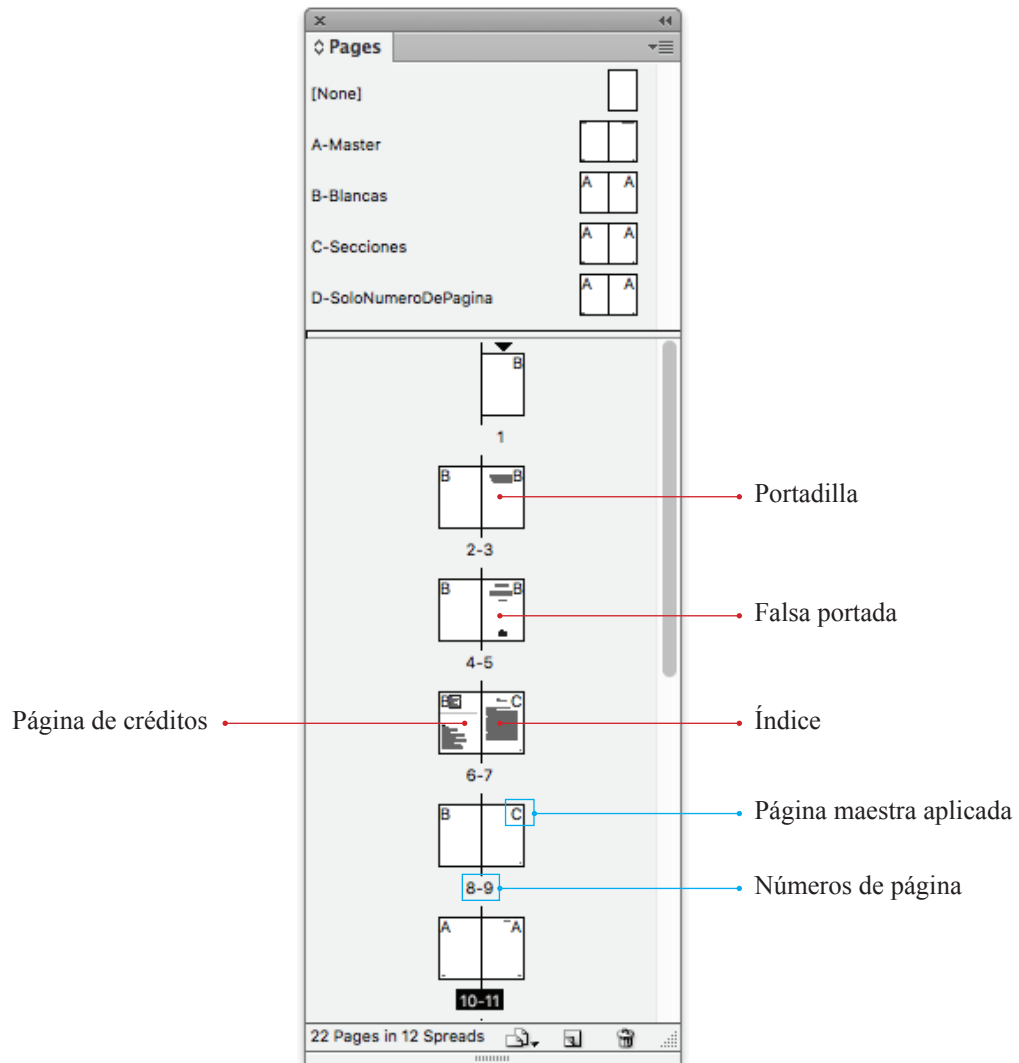 Pages
[None]
A-Master
B-Blancas
A A
C-Secciones
A A
D-SoloNumeroDePagina
A A
B
1
B B
Portadilla
2-3
B B
Falsa portada
4-5
B C
Página de créditos
Índice
6-7
B C
Página maestra aplicada
8-9
Números de página
A A
10-11
22 Pages in 12 Spreads